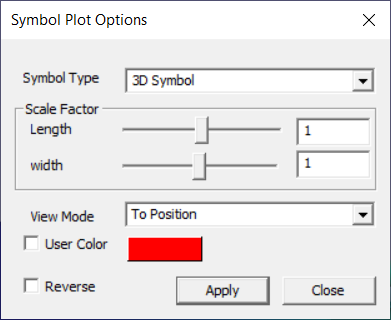 Symbol Plot Options
Symbol Type 3D Symbol
Scale Factor
Length 1
width 1
View Mode To Position
User Color
Reverse Apply Close